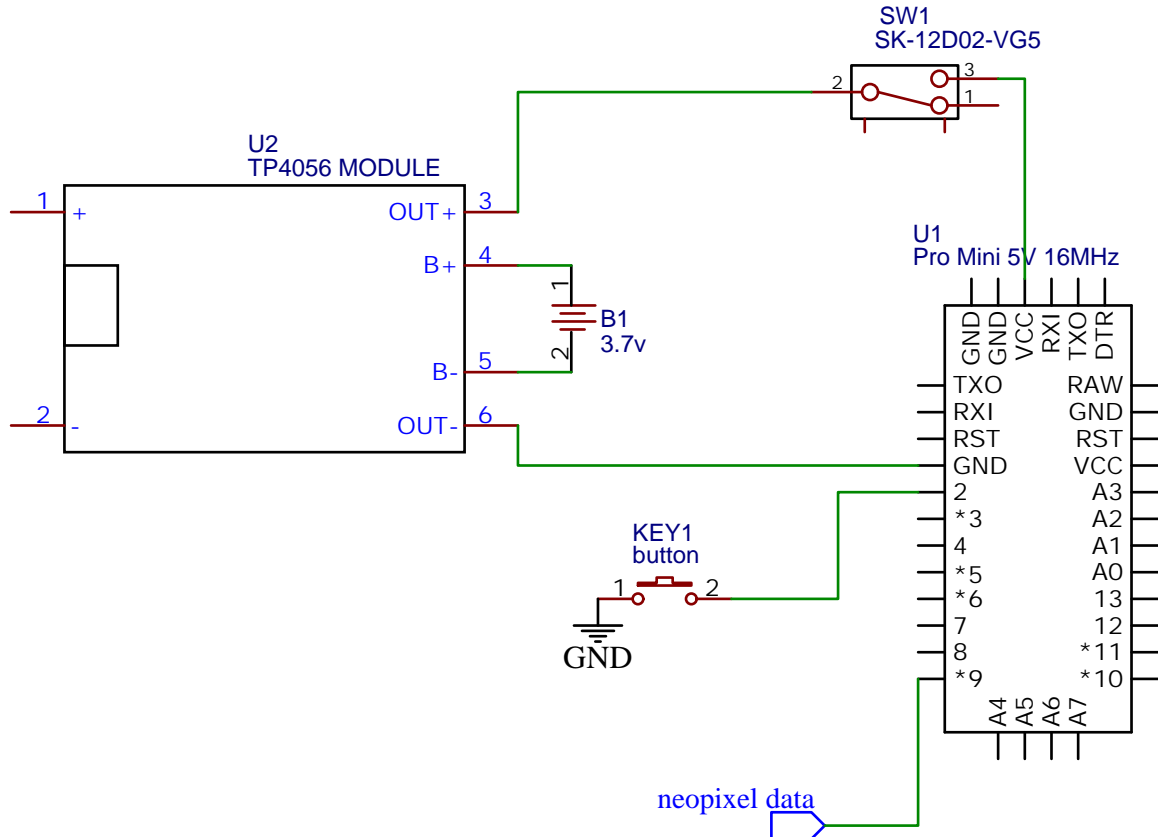 SW1
SK-12D02-VG5
2
3
1
U2
TP4056 MODULE
1
+
OUT+
3
B+
4
1
B1
3.7v
2
B-
5
2
-
OUT-
6
U1
Pro Mini 5V 16MHz
GND
GND
VCC
RXI
TXO
DTR
TXO
RAW
RXI
GND
RST
RST
GND
VCC
2
A3
*3
A2
4
A1
*5
A0
*6
13
7
12
8
*11
*9
*10
A4
A5
A6
A7
KEY1
button
1
2
GND
neopixel data